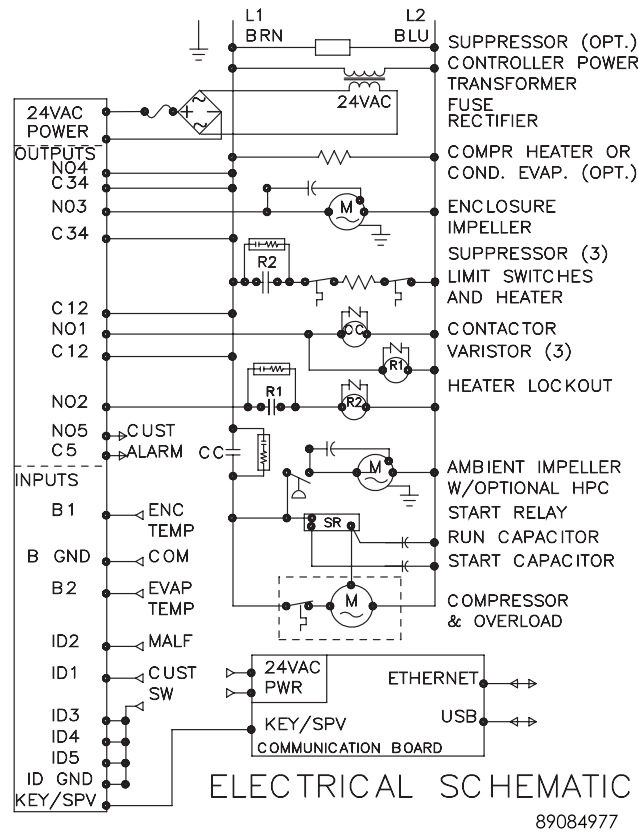 L1
L2
BRN
BLU
SUPPRESSOR (OPT.)
CONTROLLER POWER
TRANSFORMER
24VAC
FUSE
RECTIFIER
24VAC
POWER
OUTPUTS
NO4
C34
NO3
C34
COMPR HEATER OR
COND. EVAP. (OPT.)
M
ENCLOSURE
IMPELLER
SUPPRESSOR (3)
R2
LIMIT SWITCHES
AND HEATER
C12
NO1
C12
CC
CONTACTOR
VARISTOR (3)
R1
HEATER LOCKOUT
R1
R2
NO2
NO5
CUST
C5
ALARM
CC
INPUTS
M
AMBIENT IMPELLER
W/OPTIONAL HPC
B1
ENC
TEMP
START RELAY
SR
RUN CAPACITOR
START CAPACITOR
B GND
COM
B2
EVAP
TEMP
M
COMPRESSOR
& OVERLOAD
ID2
MALF
ID1
CUST
SW
24VAC
PWR
ETHERNET
USB
KEY/SPV
COMMUNICATION BOARD
ID3
ID4
ID5
ID GND
KEY/SPV
ELECTRICAL SCHEMATIC
89084977